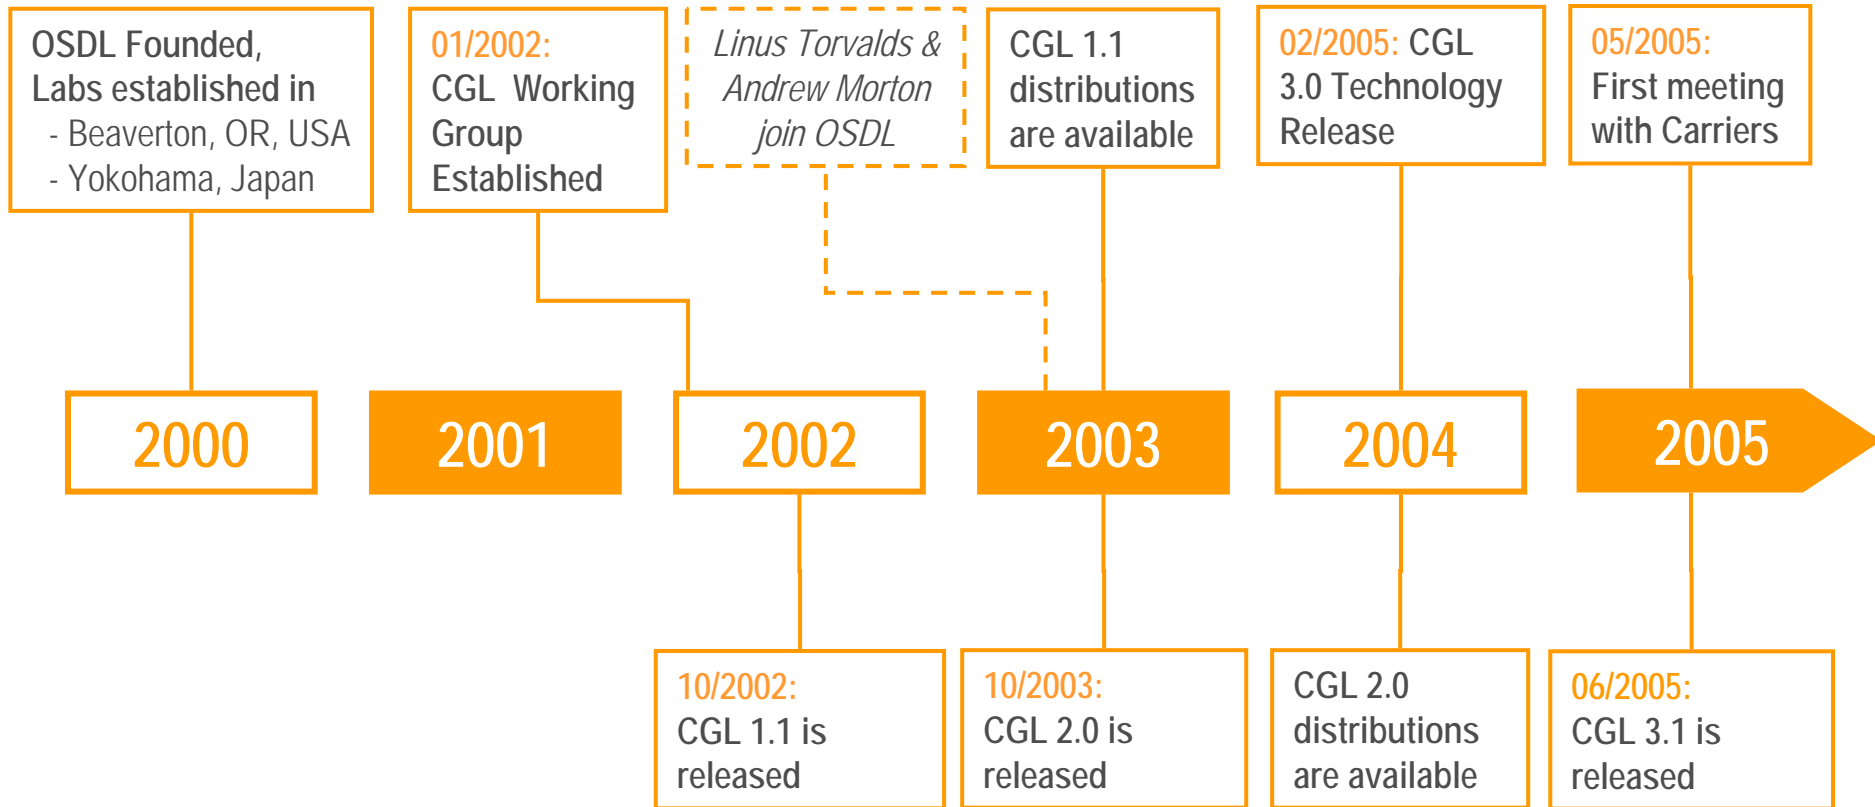 OSDL Founded,
Labs established in
- Beaverton, OR, USA
- Yokohama, Japan
01/2002:
CGL Working
Group
Established
Linus Torvalds &
Andrew Morton
join OSDL
CGL 1.1
distributions
are available
02/2005: CGL
3.0 Technology
Release
05/2005:
First meeting
with Carriers
2000
2001
2002
2003
2004
2005
10/2002:
CGL 1.1 is
released
10/2003:
CGL 2.0 is
released
CGL 2.0
distributions
are available
06/2005:
CGL 3.1 is
released